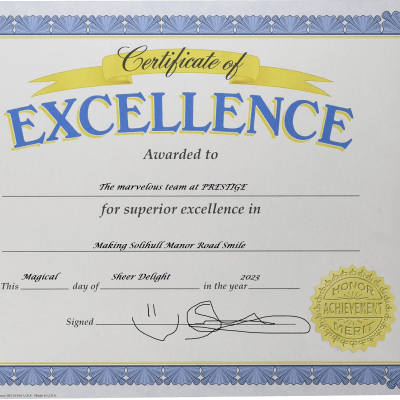 Certificate of
EXCELLENCE
Awarded to
The marvelous team at PRESTIGE
for superior excellence in
Making Solihull Manor Road Smile
This Magical day of Sheer Delight in the year 2023
Signed
HONOR
ACHIEVEMENT
MERIT